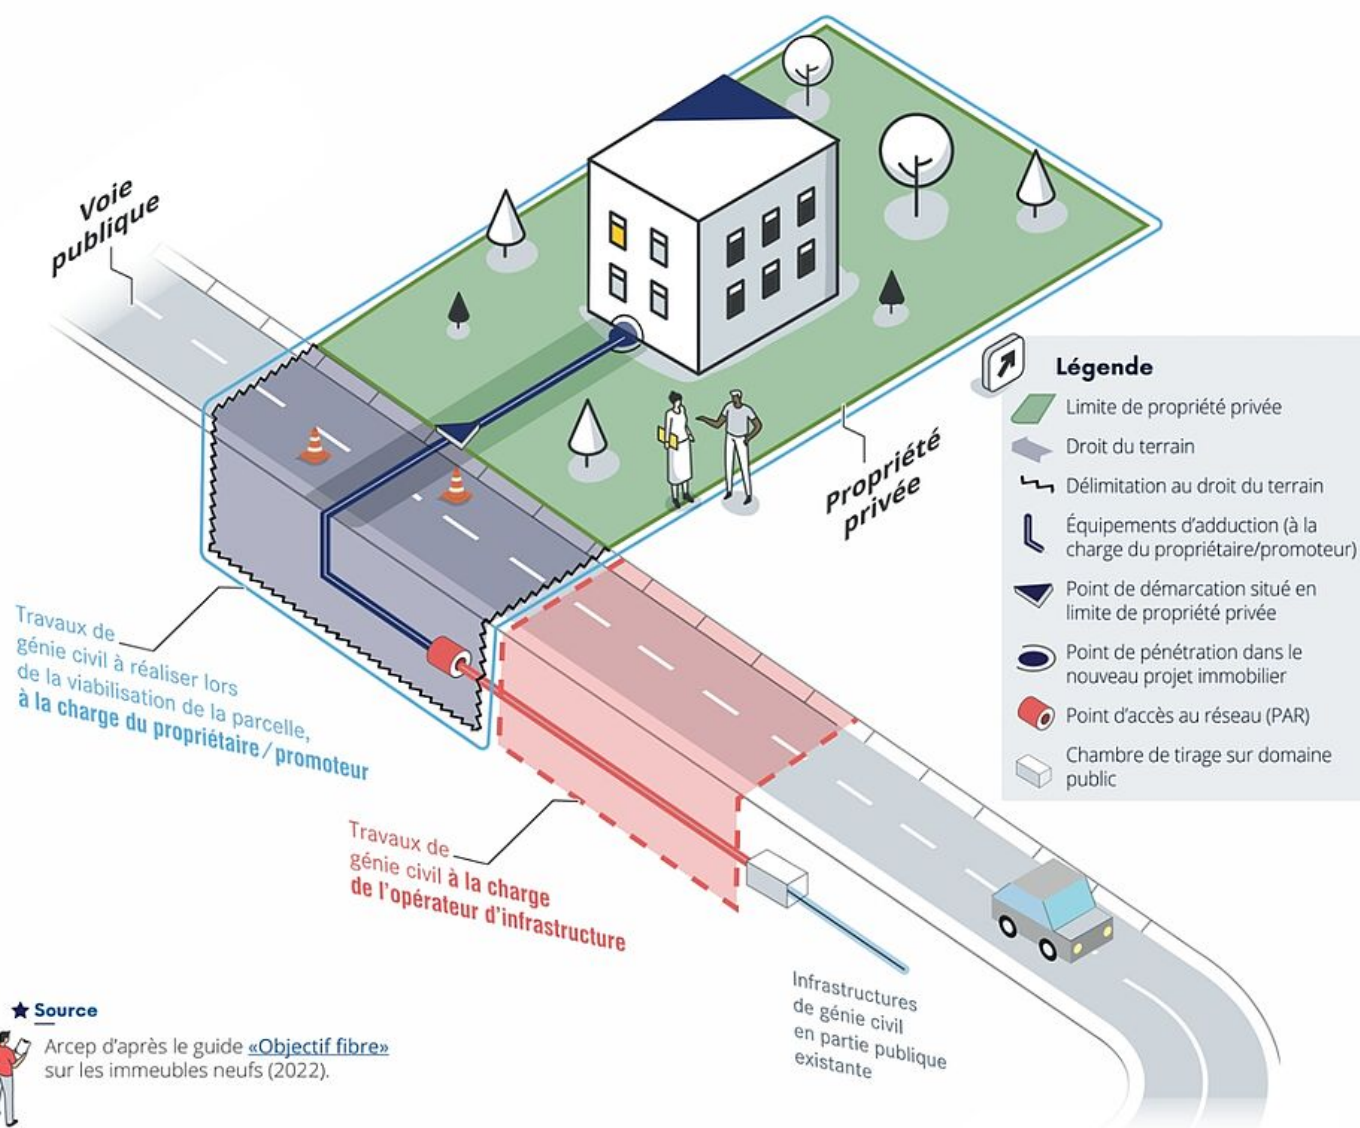 Voie
publique
Propriété
privée
Légende
Limite de propriété privée
Droit du terrain
Délimitation au droit du terrain
Équipements d'adduction (à la
charge du propriétaire/promoteur)
Point de démarcation situé en
limite de propriété privée
Point de pénétration dans le
nouveau projet immobilier
Point d'accès au réseau (PAR)
Chambre de tirage sur domaine
public
Travaux de
génie civil à réaliser lors
de la viabilisation de la parcelle,
à la charge du propriétaire/promoteur
Travaux de
génie civil à la charge
de l'opérateur d'infrastructure
Infrastructures
de génie civil
en partie publique
existante
Source
Arcep d'après le guide «Objectif fibre»
sur les immeubles neufs (2022).